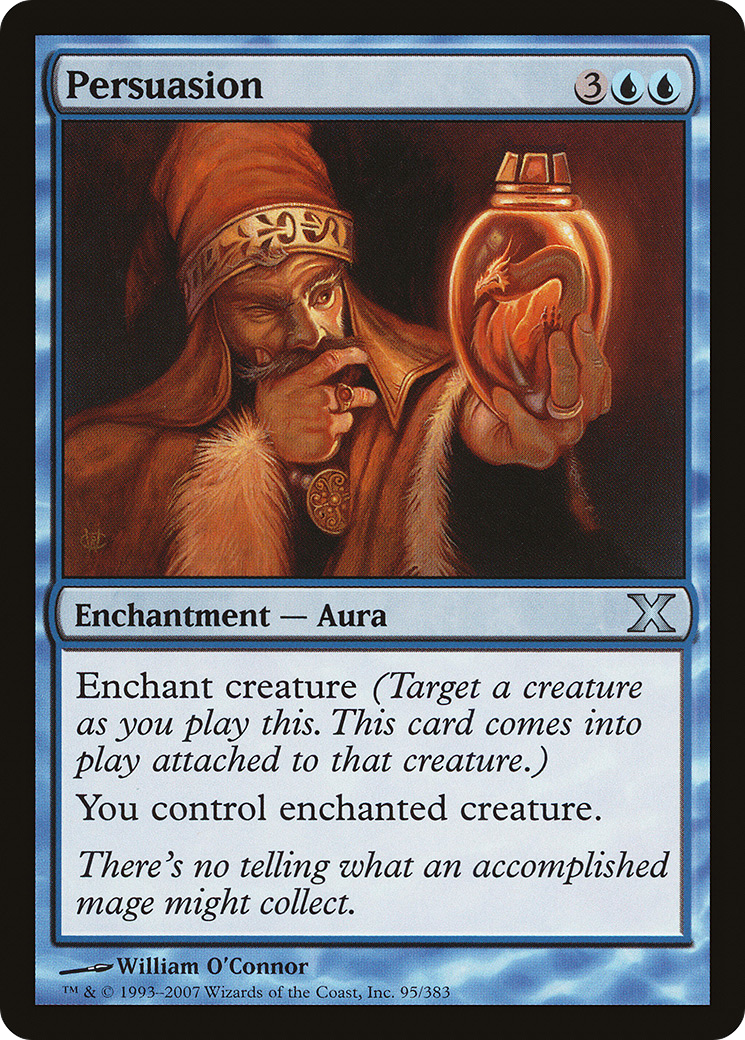 Persuasion 3
Enchantment — Aura X
Enchant creature (Target a creature
as you play this. This card comes into
play attached to that creature.)
You control enchanted creature.
There's no telling what an accomplished
mage might collect.
William O'Connor
™ & © 1993–2007 Wizards of the Coast, Inc. 95/383